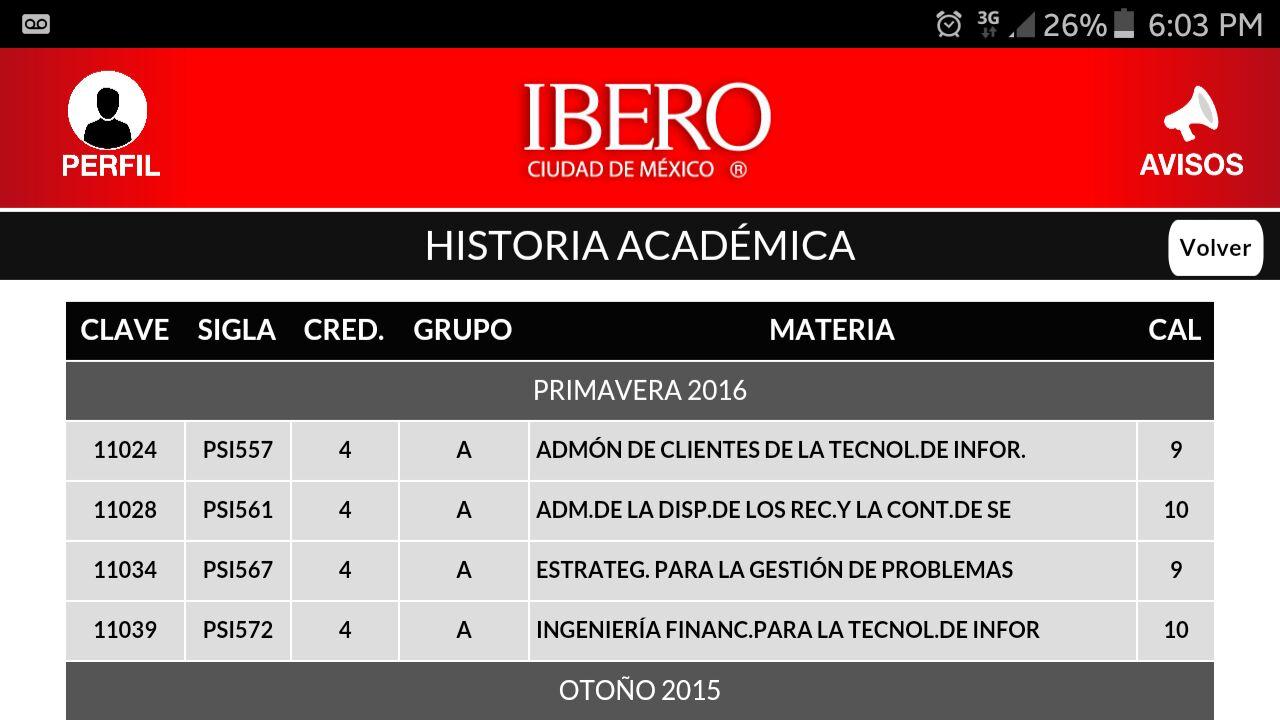 3G 26% 6:03 PM
PERFIL
IBERO
CIUDAD DE MÉXICO ®
AVISOS
HISTORIA ACADÉMICA
Volver
CLAVE SIGLA CRED. GRUPO MATERIA CAL
PRIMAVERA 2016
11024 PSI557 4 A ADMÓN DE CLIENTES DE LA TECNOL.DE INFOR. 9
11028 PSI561 4 A ADM.DE LA DISP.DE LOS REC.Y LA CONT.DE SE 10
11034 PSI567 4 A ESTRATEG. PARA LA GESTIÓN DE PROBLEMAS 9
11039 PSI572 4 A INGENIERÍA FINANC.PARA LA TECNOL.DE INFOR 10
OTOÑO 2015